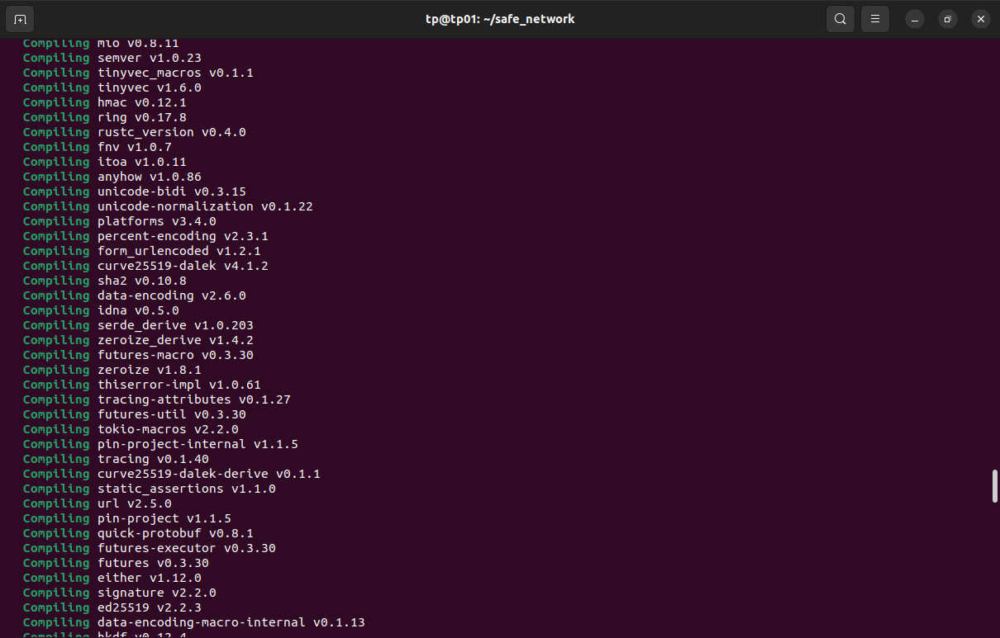 tp@tp01: ~/safe_network
Compiling mio v0.8.11
Compiling semver v1.0.23
Compiling tinyvec_macros v0.1.1
Compiling tinyvec v1.6.0
Compiling hmac v0.12.1
Compiling ring v0.17.8
Compiling rustc_version v0.4.0
Compiling fnv v1.0.7
Compiling itoa v1.0.11
Compiling anyhow v1.0.86
Compiling unicode-bidi v0.3.15
Compiling unicode-normalization v0.1.22
Compiling platforms v3.4.0
Compiling percent-encoding v2.3.1
Compiling form_urlencoded v1.2.1
Compiling curve25519-dalek v4.1.2
Compiling sha2 v0.10.8
Compiling data-encoding v2.6.0
Compiling idna v0.5.0
Compiling serde_derive v1.0.203
Compiling zeroize_derive v1.4.2
Compiling futures-macro v0.3.30
Compiling zeroize v1.8.1
Compiling thiserror-impl v1.0.61
Compiling tracing-attributes v0.1.27
Compiling futures-util v0.3.30
Compiling tokio-macros v2.2.0
Compiling pin-project-internal v1.1.5
Compiling tracing v0.1.40
Compiling curve25519-dalek-derive v0.1.1
Compiling static_assertions v1.1.0
Compiling url v2.5.0
Compiling pin-project v1.1.5
Compiling quick-protobuf v0.8.1
Compiling futures-executor v0.3.30
Compiling futures v0.3.30
Compiling either v1.12.0
Compiling signature v2.2.0
Compiling ed25519 v2.2.3
Compiling data-encoding-macro-internal v0.1.13
Compiling hkdf v0.12.4